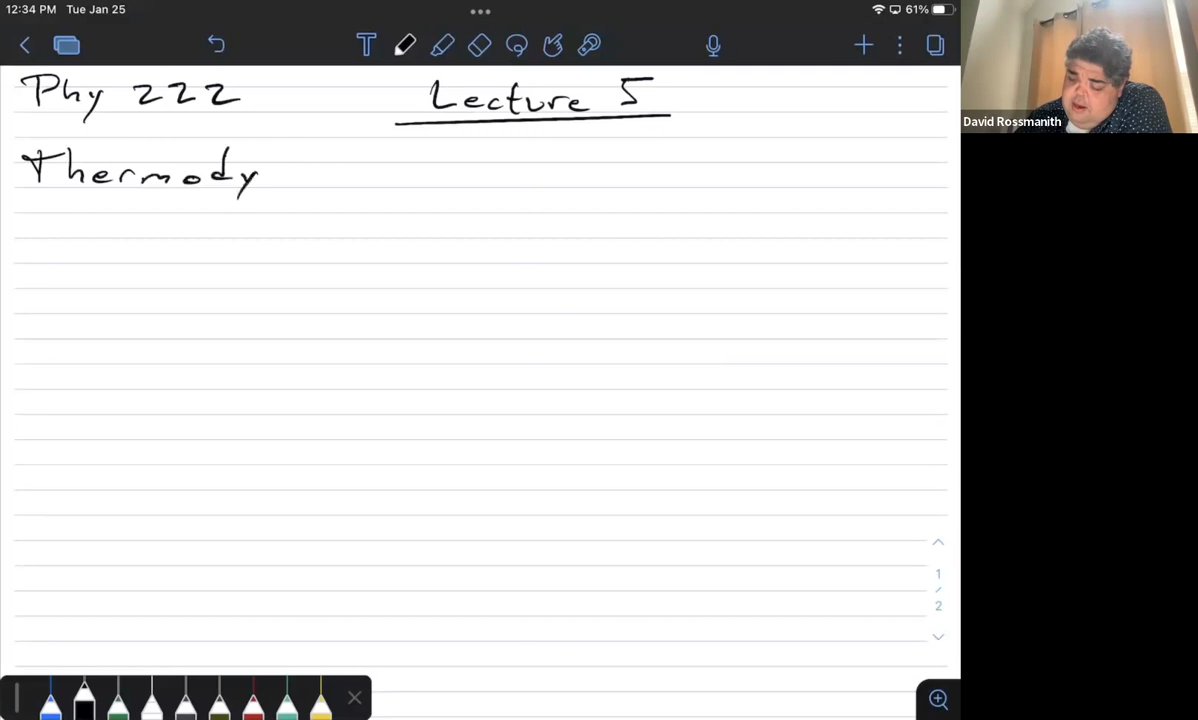 12:34 PM Tue Jan 25
61%
T
Phy 222 Lecture 5
David Rossmanith
Thermody
1
2